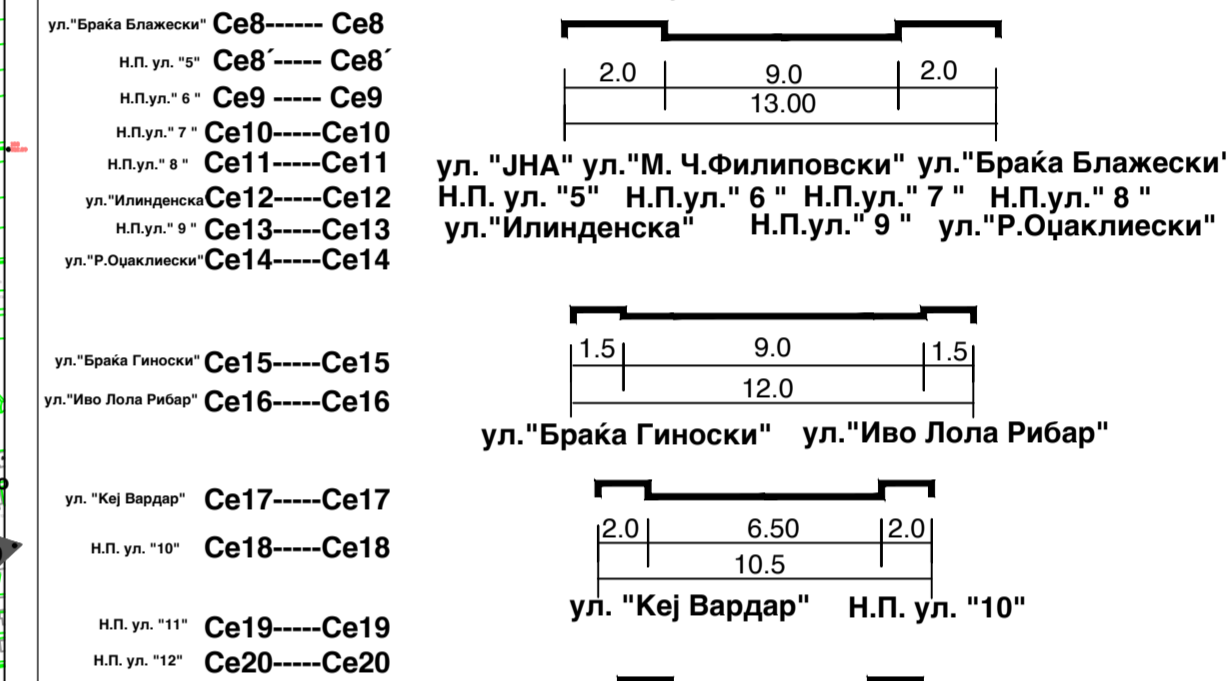 ул."Браќа Блажески" Се8------ Се8
Н.П. ул. "5" Се8´----- Се8´
Н.П.ул." 6 " Се9 ----- Се9
Н.П.ул." 7 " Се10-----Се10
Н.П.ул." 8 " Се11-----Се11
ул."Илинденска Се12-----Се12
Н.П.ул." 9 " Се13-----Се13
ул."Р.Оџаклиески" Се14-----Се14
2.0 9.0 2.0
13.00
ул. "ЈНА" ул."М. Ч.Филиповски" ул."Браќа Блажески"
Н.П. ул. "5" Н.П.ул." 6 " Н.П.ул." 7 " Н.П.ул." 8 "
ул."Илинденска" Н.П.ул." 9 " ул."Р.Оџаклиески"
ул."Браќа Гиноски" Се15-----Се15
ул."Иво Лола Рибар" Се16-----Се16
1.5 9.0 1.5
12.0
ул."Браќа Гиноски" ул."Иво Лола Рибар"
ул. "Кеј Вардар" Се17-----Се17
Н.П. ул. "10" Се18-----Се18
2.0 6.50 2.0
10.5
ул. "Кеј Вардар" Н.П. ул. "10"
Н.П. ул. "11" Се19-----Се19
Н.П. ул. "12" Се20-----Се20